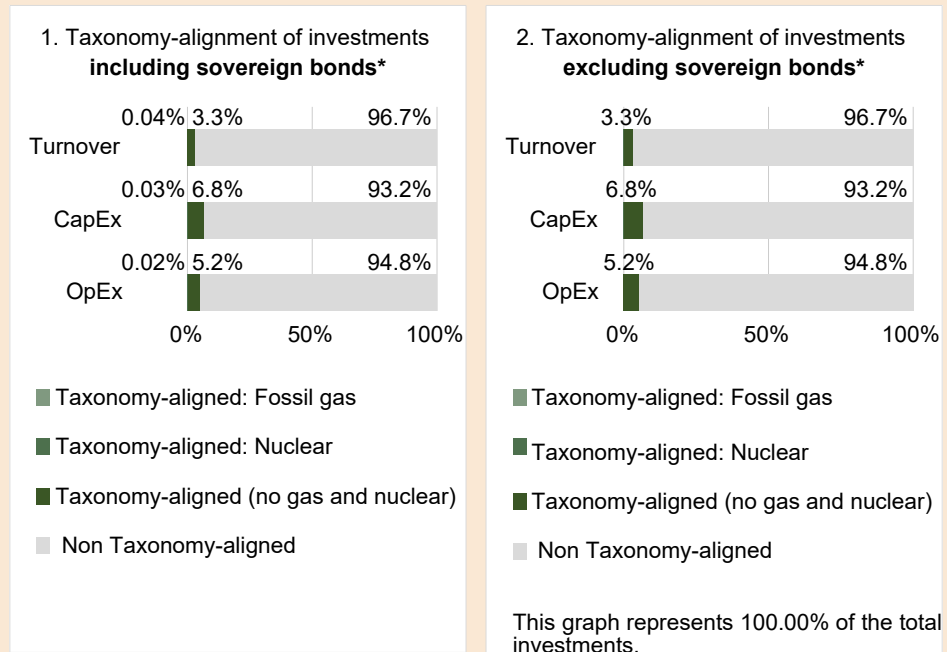 1. Taxonomy-alignment of investments
including sovereign bonds*
0.04% 3.3% 96.7%
Turnover
0.03% 6.8% 93.2%
CapEx
0.02% 5.2% 94.8%
OpEx
0% 50% 100%
Taxonomy-aligned: Fossil gas
Taxonomy-aligned: Nuclear
Taxonomy-aligned (no gas and nuclear)
Non Taxonomy-aligned
2. Taxonomy-alignment of investments
excluding sovereign bonds*
3.3% 96.7%
Turnover
6.8% 93.2%
CapEx
5.2% 94.8%
OpEx
0% 50% 100%
Taxonomy-aligned: Fossil gas
Taxonomy-aligned: Nuclear
Taxonomy-aligned (no gas and nuclear)
Non Taxonomy-aligned
This graph represents 100.00% of the total
investments.